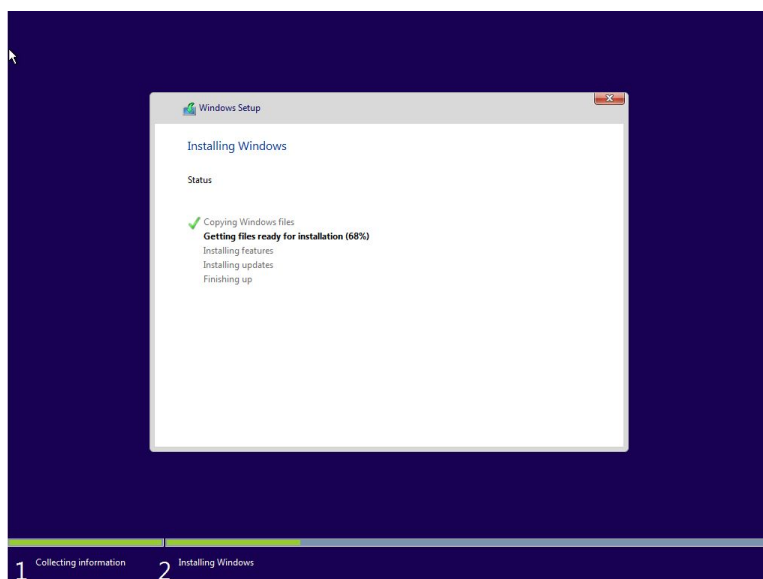 Windows Setup
Installing Windows
Status
Copying Windows files
Getting files ready for installation (68%)
Installing features
Installing updates
Finishing up
1 Collecting information
2 Installing Windows